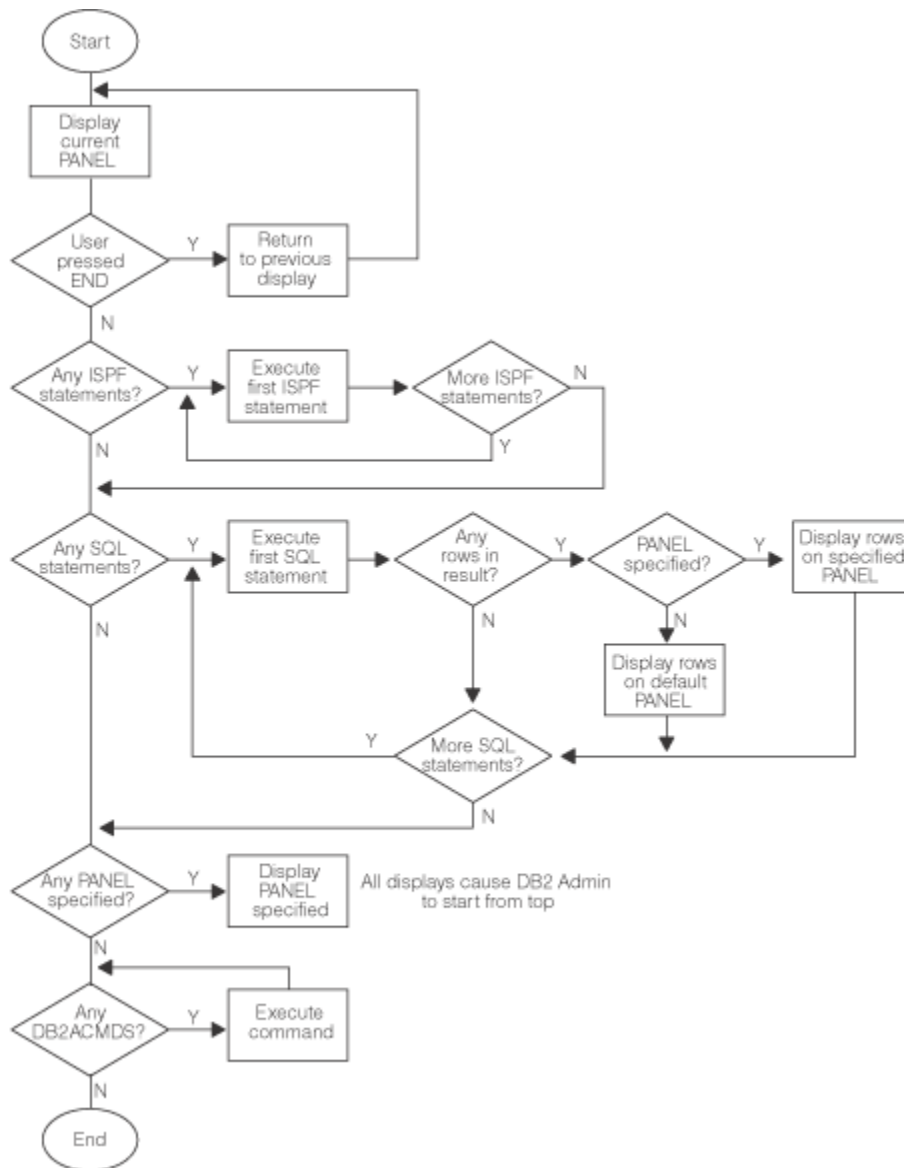 Start
Display
current
PANEL
User
pressed
END
Y
Return
to previous
display
N
Any ISPF
statements?
Y
Execute
first ISPF
statement
More ISPF
statements?
N
Y
N
Any SQL
statements?
Y
Execute
first SQL
statement
Any
rows in
result?
Y
PANEL
specified?
Y
Display rows
on specified
PANEL
N
N
N
Display rows
on default
PANEL
Y
More SQL
statements?
N
Any PANEL
specified?
Y
Display
PANEL
specified
All displays cause DB2 Admin
to start from top
N
Any
DB2ACMDS?
Y
Execute
command
N
End